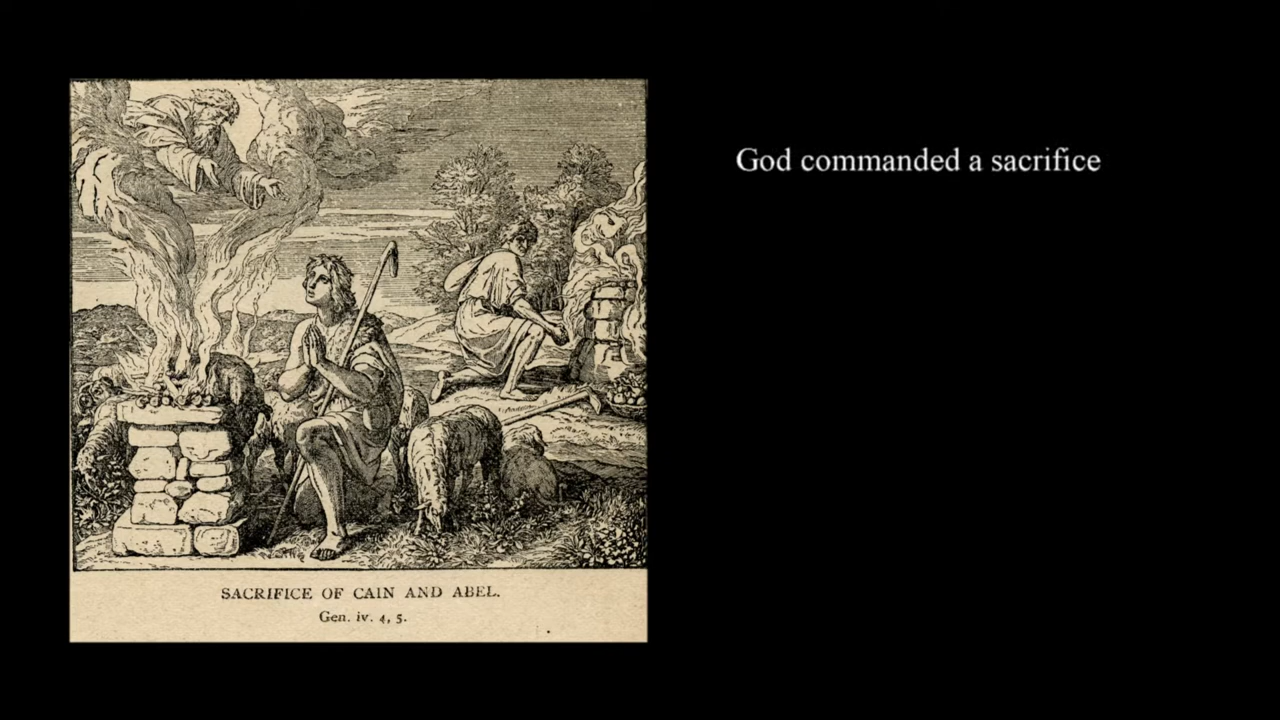 SACRIFICE OF CAIN AND ABEL.
Gen. iv. 4, 5.
God commanded a sacrifice